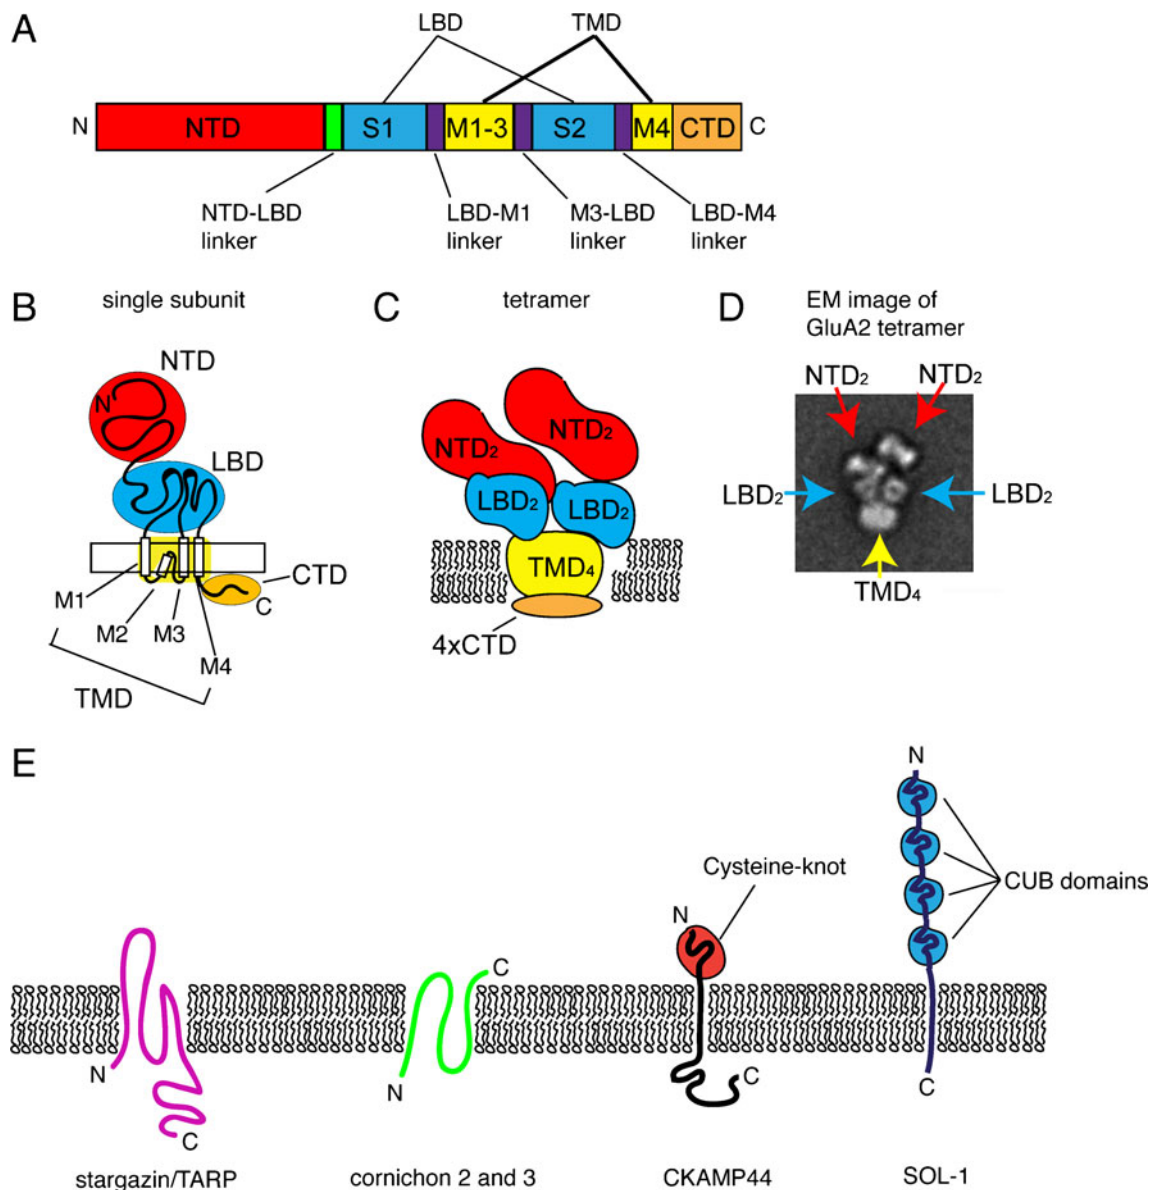 A
LBD
TMD
N
NTD
S1
M1-3
S2
M4
CTD
C
NTD-LBD
linker
LBD-M1
linker
M3-LBD
linker
LBD-M4
linker
B
single subunit
NTD
N
LBD
CTD
C
M1
M2
M3
M4
TMD
C
tetramer
NTD2
NTD2
LBD2
LBD2
TMD4
4xCTD
D
EM image of
GluA2 tetramer
NTD2
NTD2
LBD2
LBD2
TMD4
E
N
C
stargazin/TARP
C
N
cornichon 2 and 3
Cysteine-knot
N
C
CKAMP44
N
CUB domains
C
SOL-1